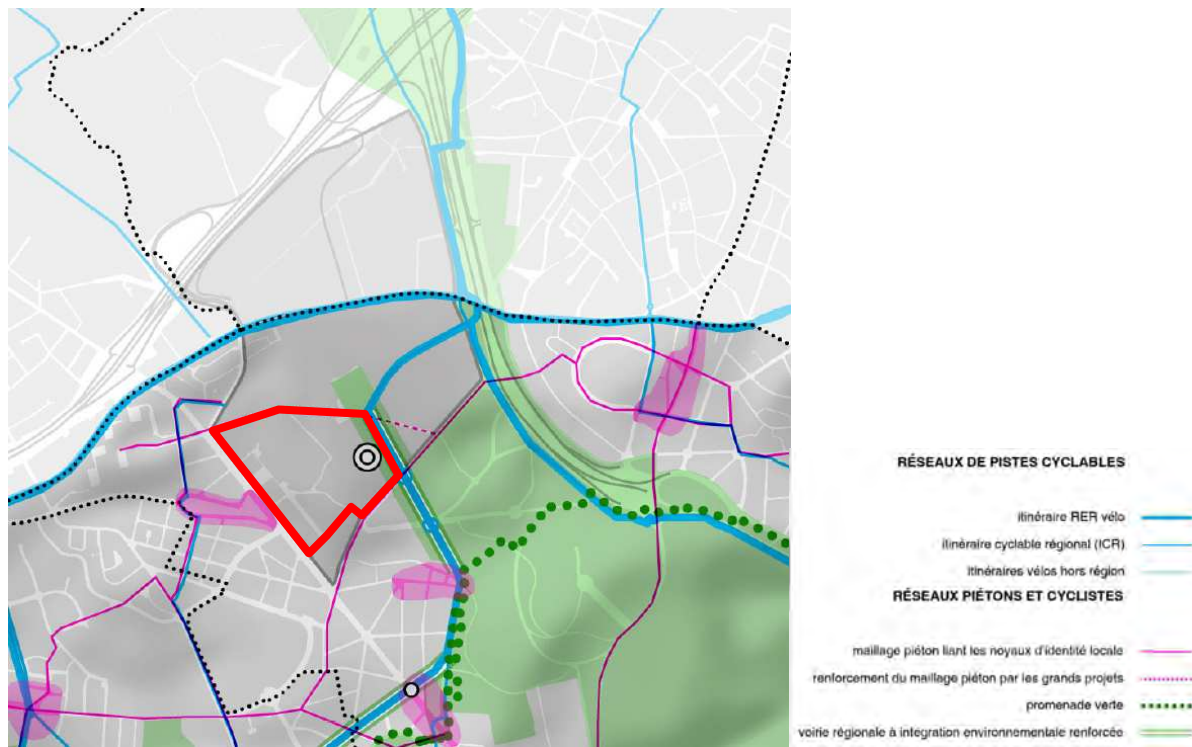 RÉSEAUX DE PISTES CYCLABLES
itinéraire RER vélo
itinéraire cyclable régional (ICR)
itinéraires vélos hors région
RÉSEAUX PIÉTONS ET CYCLISTES
maillage piéton liant les noyaux d'identité locale
renforcement du maillage piéton par les grands projets
promenade verte
voirie régionale à intégration environnementale renforcée